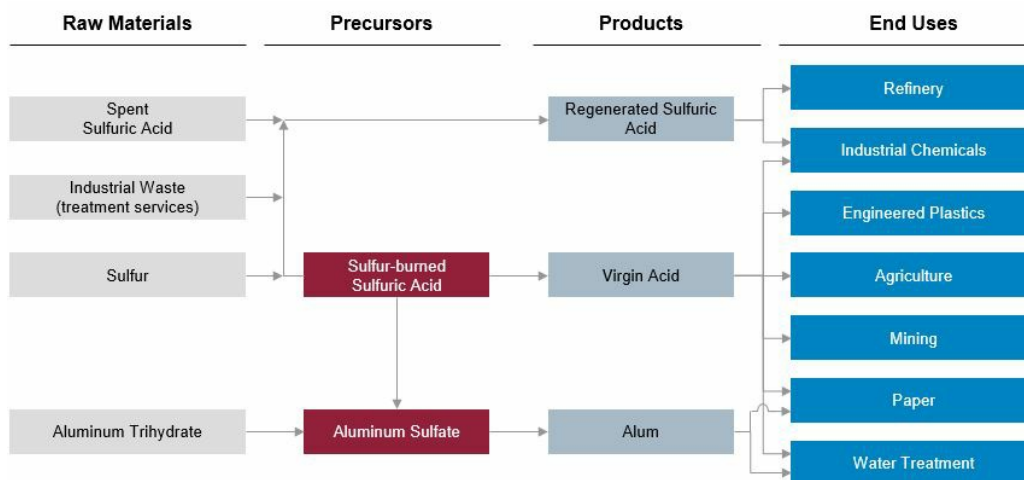 Raw Materials
Precursors
Products
End Uses
Spent
Sulfuric Acid
Regenerated Sulfuric
Acid
Refinery
Industrial Chemicals
Industrial Waste
(treatment services)
Engineered Plastics
Sulfur
Sulfur-burned
Sulfuric Acid
Virgin Acid
Agriculture
Mining
Paper
Aluminum Trihydrate
Aluminum Sulfate
Alum
Water Treatment